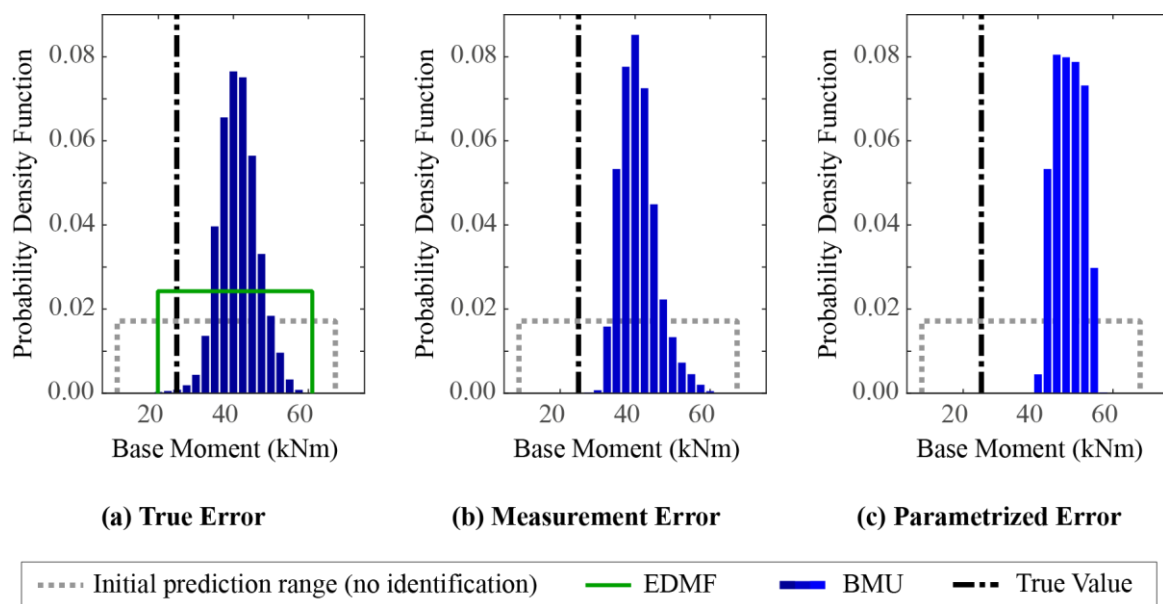 Probability Density Function
0.08
0.06
0.04
0.02
0.00
20 40 60
Base Moment (kNm)
(a) True Error
Probability Density Function
0.08
0.06
0.04
0.02
0.00
20 40 60
Base Moment (kNm)
(b) Measurement Error
Probability Density Function
0.08
0.06
0.04
0.02
0.00
20 40 60
Base Moment (kNm)
(c) Parametrized Error
Initial prediction range (no identification) EDMF BMU True Value